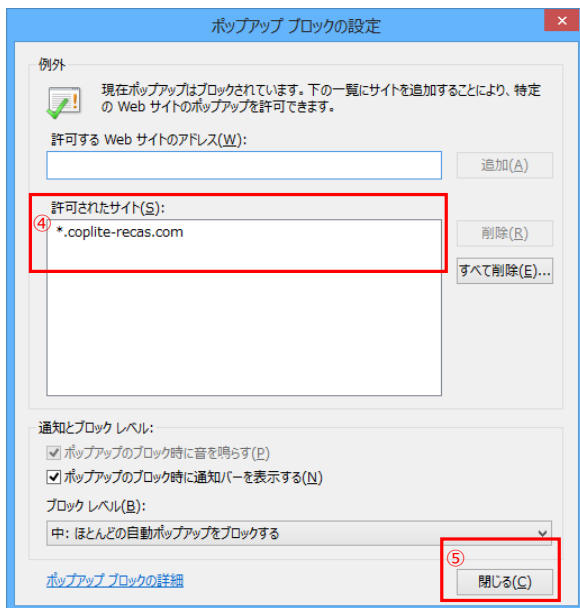 ポップアップ ブロックの設定
例外
現在ポップアップはブロックされています。下の一覧にサイトを追加することにより、特定
の Web サイトのポップアップを許可できます。
許可する Web サイトのアドレス(W):
追加(A)
④
許可されたサイト(S):
*.coplite-recas.com
削除(R)
すべて削除(E)...
通知とブロック レベル:
ポップアップのブロック時に音を鳴らす(P)
ポップアップのブロック時に通知バーを表示する(N)
ブロック レベル(B):
中: ほとんどの自動ポップアップをブロックする
⑤
ポップアップ ブロックの詳細
閉じる(C)